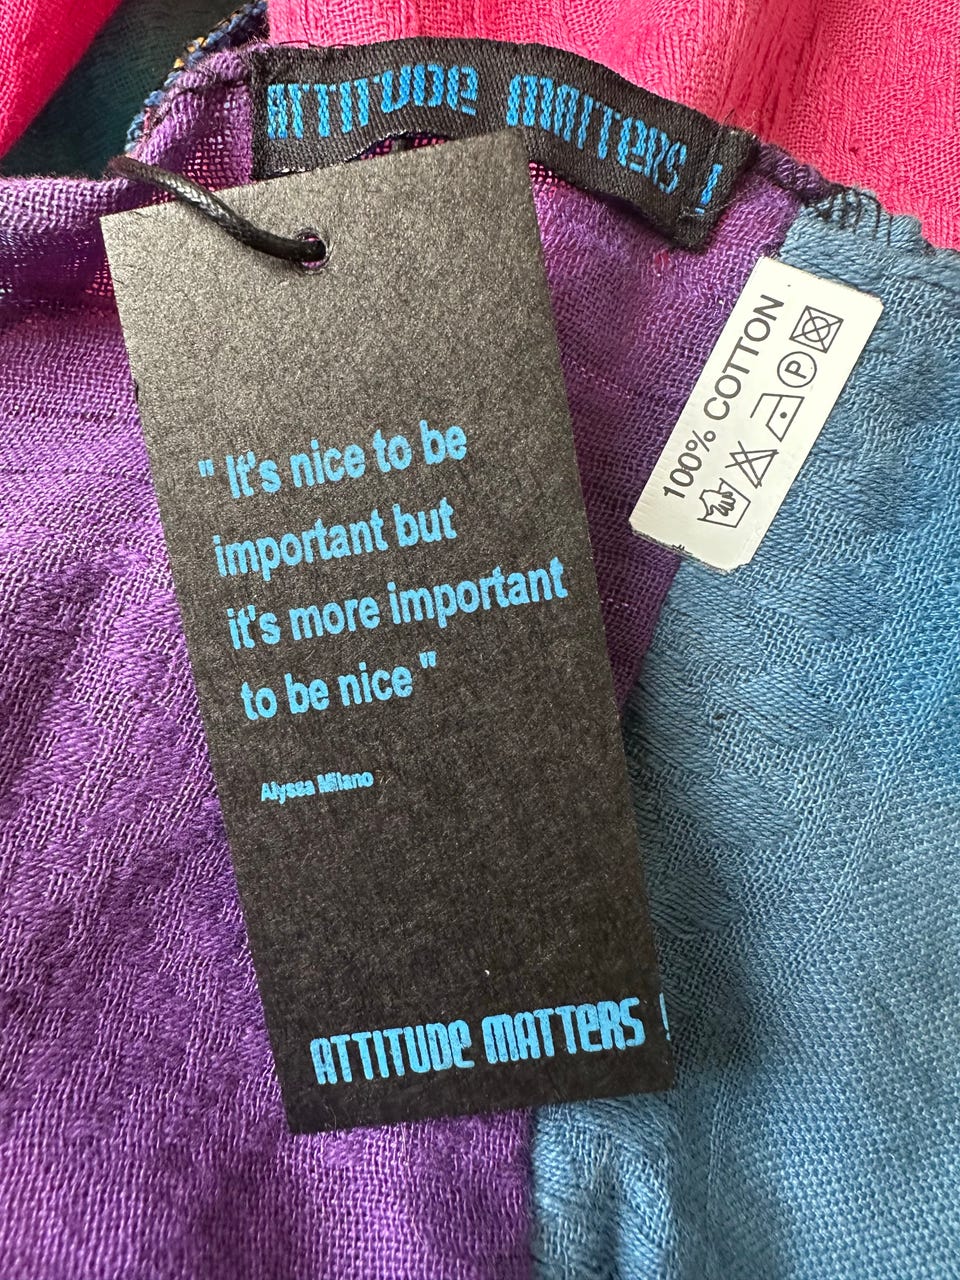 ATTITUDE MATTERS !
100% COTTON
P
" It's nice to be
important but
it's more important
to be nice "
Alyssa Milano
ATTITUDE MATTERS !